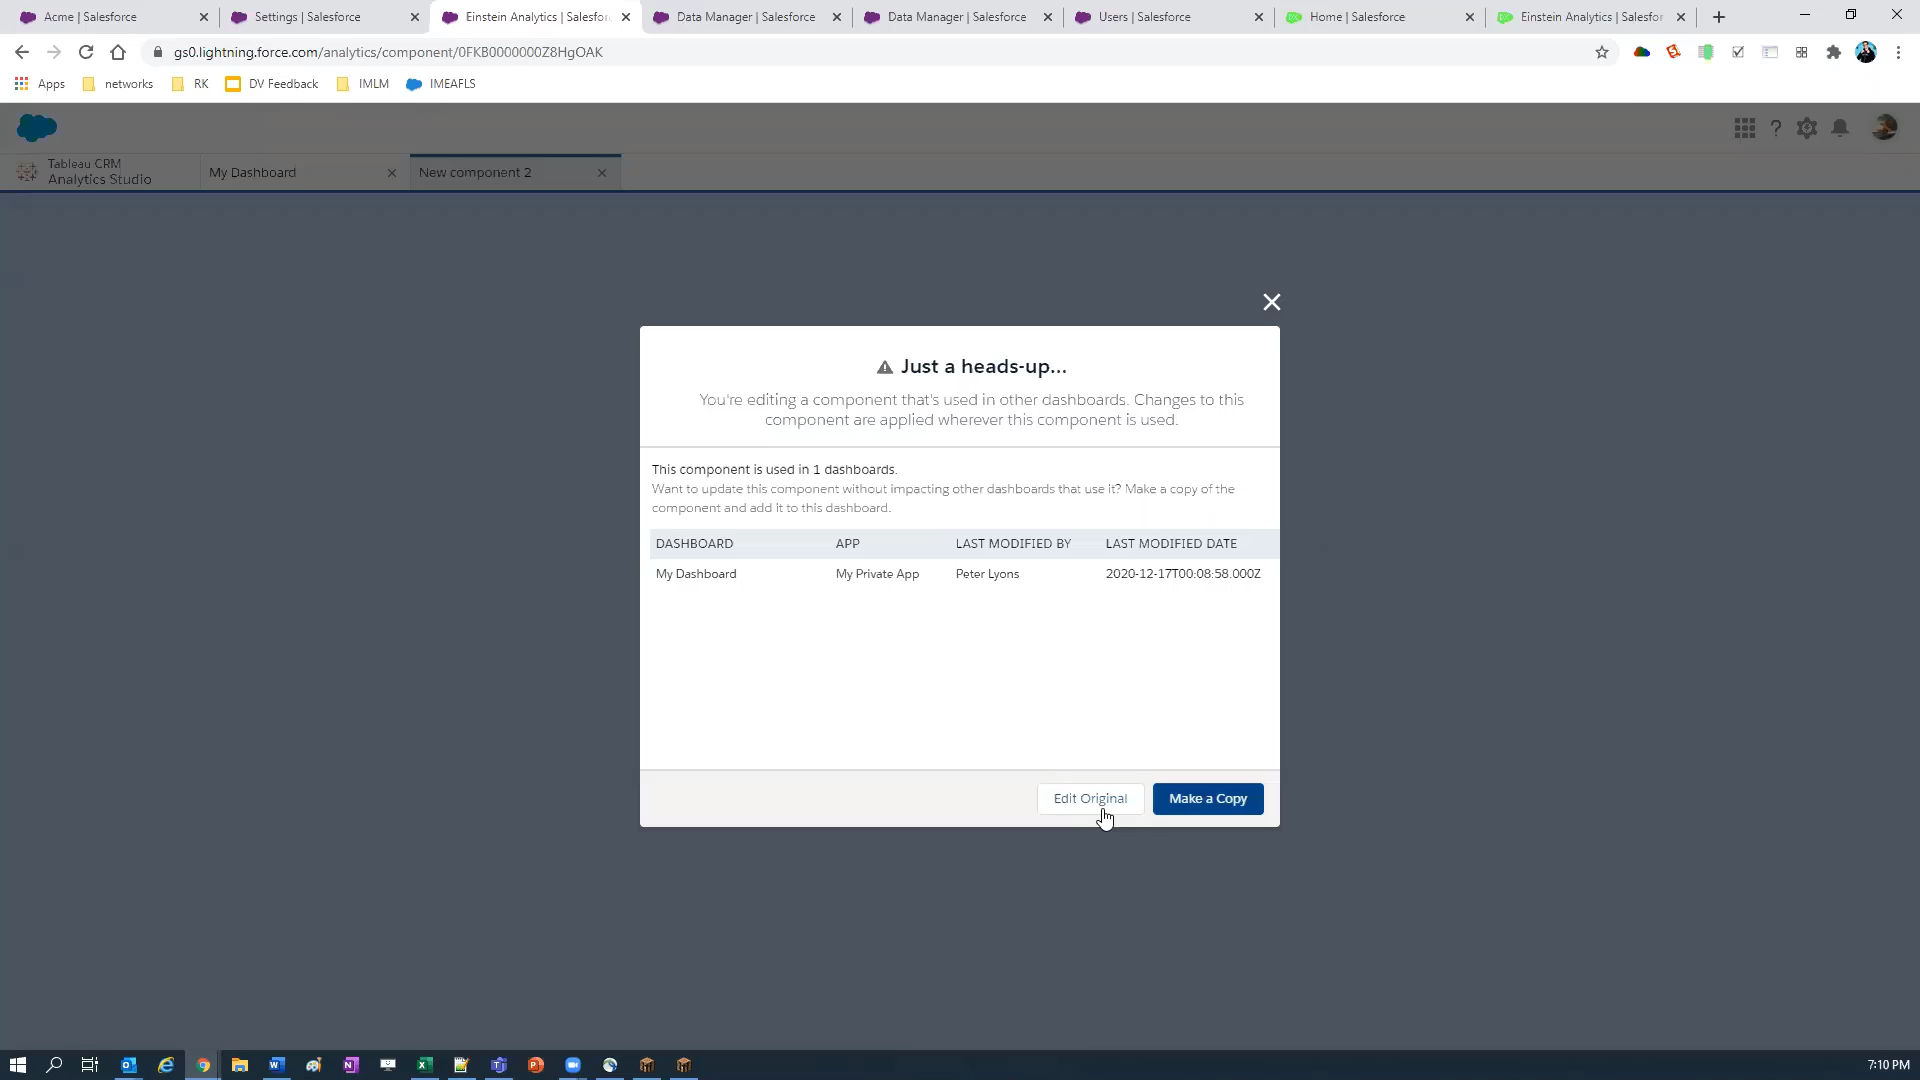 Acme | Salesforce
Settings | Salesforce
Einstein Analytics | Salesfor
Data Manager | Salesforce
Data Manager | Salesforce
Users | Salesforce
Home | Salesforce
Einstein Analytics | Salesfor
gs0.lightning.force.com/analytics/component/0FKB0000000Z8HgOAK
Apps
networks
RK
DV Feedback
IMLM
IMEAFLS
Tableau CRM
Analytics Studio
My Dashboard
New component 2
Just a heads-up...
You're editing a component that's used in other dashboards. Changes to this
component are applied wherever this component is used.
This component is used in 1 dashboards.
Want to update this component without impacting other dashboards that use it? Make a copy of the
component and add it to this dashboard.
DASHBOARD APP LAST MODIFIED BY LAST MODIFIED DATE
My Dashboard My Private App Peter Lyons 2020-12-17T00:08:58.000Z
Edit Original
Make a Copy
7:10 PM